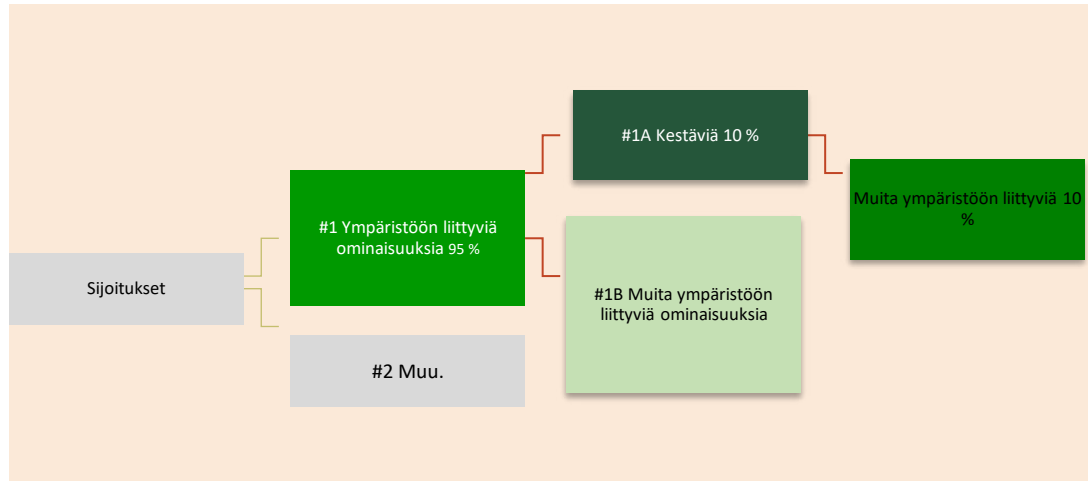 #1A Kestäviä 10 %
Muita ympäristöön liittyviä 10
%
#1 Ympäristöön liittyviä
ominaisuuksia 95 %
Sijoitukset
#1B Muita ympäristöön
liittyviä ominaisuuksia
#2 Muu.